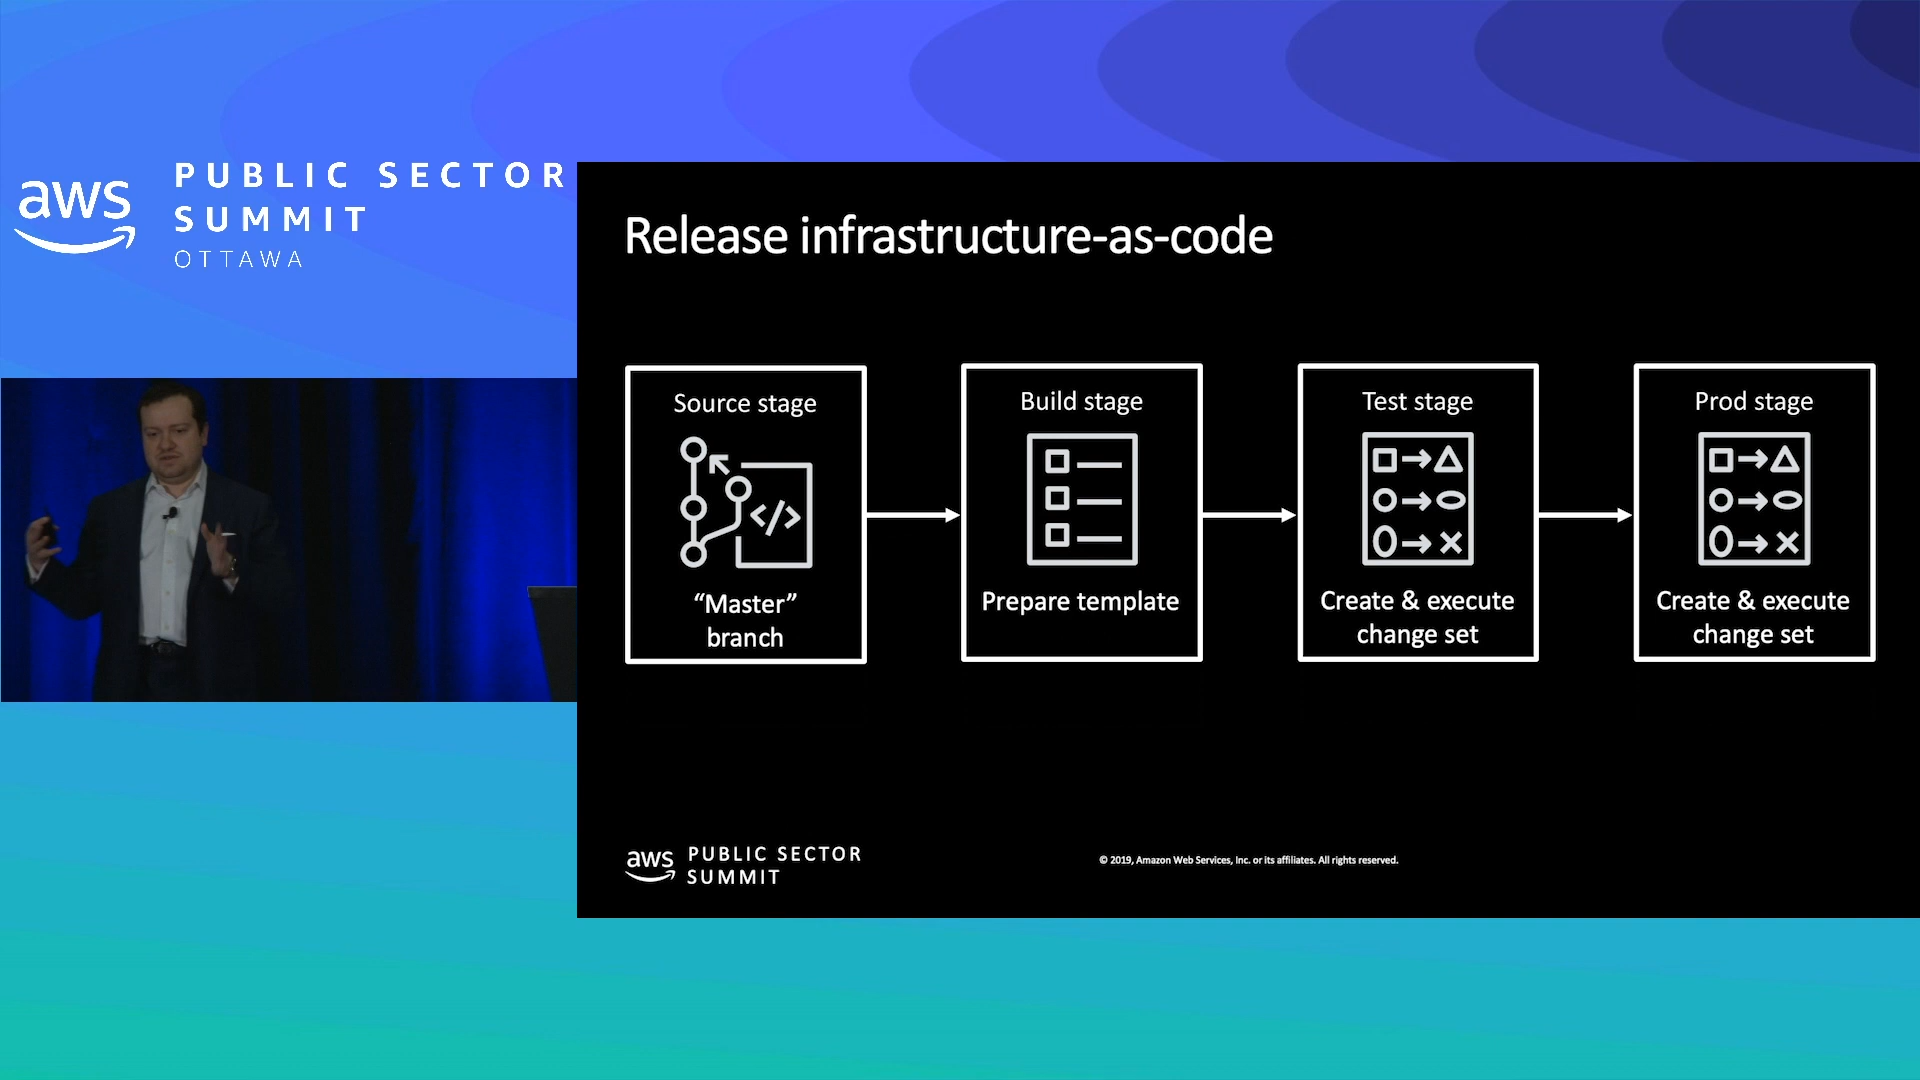 aws
PUBLIC SECTOR
SUMMIT
OTTAWA
Release infrastructure-as-code
Source stage
</>
“Master”
branch
Build stage
Prepare template
Test stage
Create & execute
change set
Prod stage
Create & execute
change set
aws
PUBLIC SECTOR
SUMMIT
© 2019, Amazon Web Services, Inc. or its affiliates. All rights reserved.